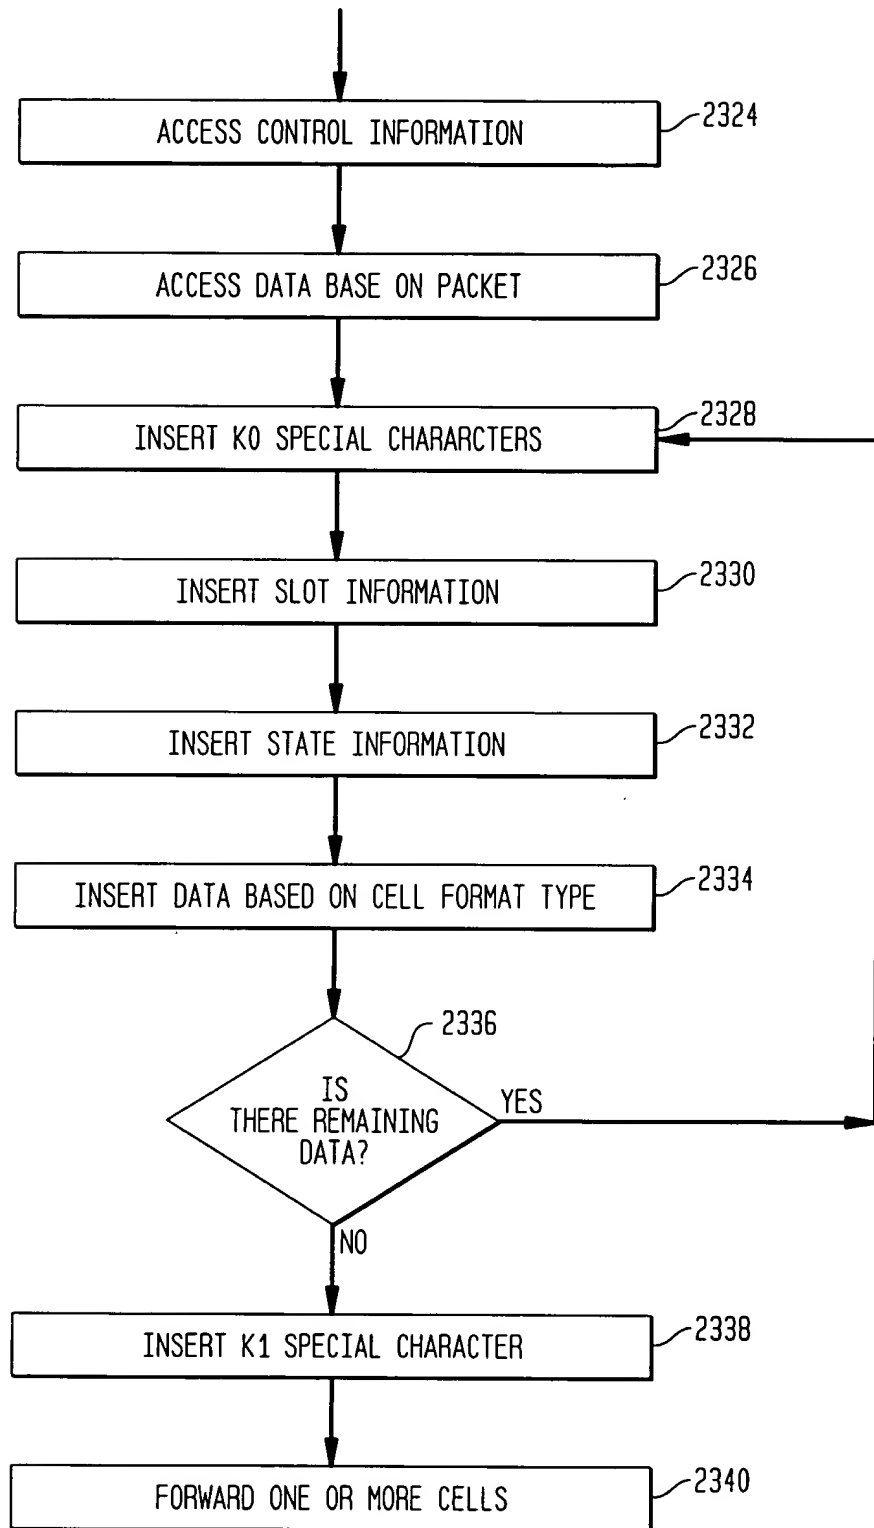 ACCESS CONTROL INFORMATION
2324
ACCESS DATA BASE ON PACKET
2326
INSERT K0 SPECIAL CHARARCTERS
2328
INSERT SLOT INFORMATION
2330
INSERT STATE INFORMATION
2332
INSERT DATA BASED ON CELL FORMAT TYPE
2334
2336
IS
THERE REMAINING
DATA?
YES
NO
INSERT K1 SPECIAL CHARACTER
2338
FORWARD ONE OR MORE CELLS
2340